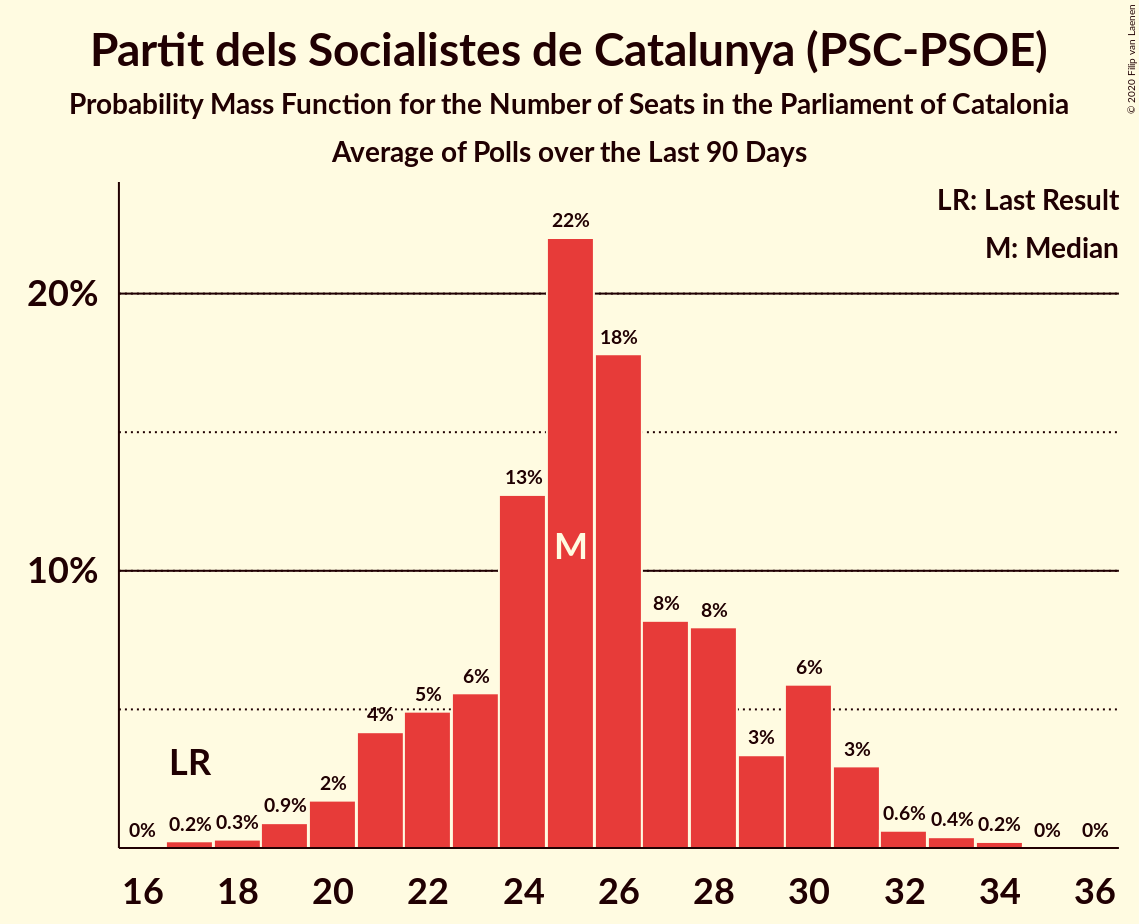 Partit dels Socialistes de Catalunya (PSC-PSOE)
Probability Mass Function for the Number of Seats in the Parliament of Catalonia
Average of Polls over the Last 90 Days
© 2020 Filip van Laenen
LR: Last Result
M: Median
20%
10%
0%
0.2%
0.3%
0.9%
2%
4%
5%
6%
13%
22%
18%
8%
8%
3%
6%
3%
0.6%
0.4%
0.2%
0%
0%
LR
M
16 18 20 22 24 26 28 30 32 34 36